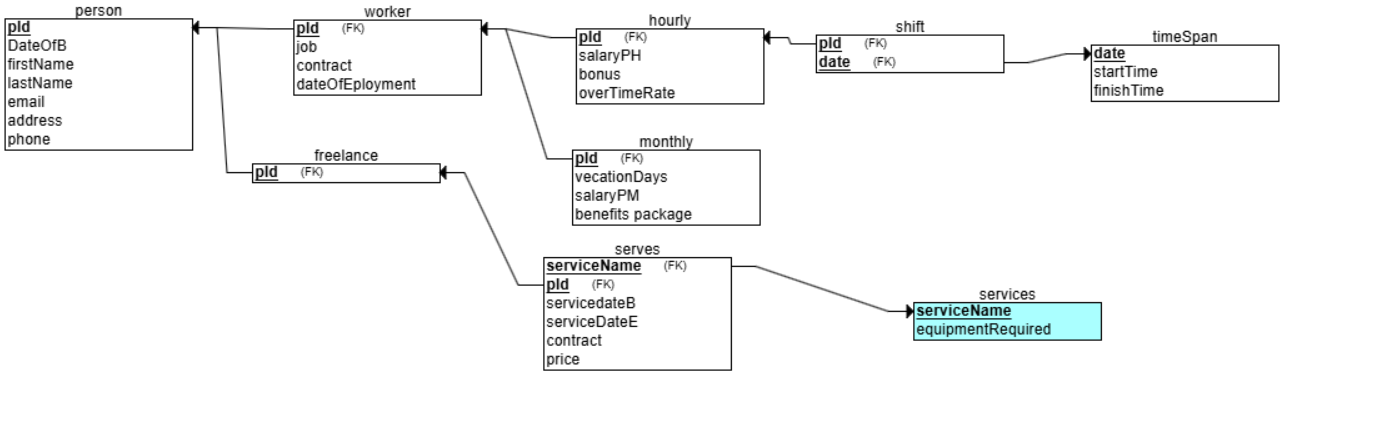 person
pId
DateOfB
firstName
lastName
email
address
phone
worker
pId (FK)
job
contract
dateOfEployment
hourly
pId (FK)
salaryPH
bonus
overTimeRate
shift
pId (FK)
date (FK)
timeSpan
date
startTime
finishTime
freelance
pId (FK)
monthly
pId (FK)
vecationDays
salaryPM
benefits package
serves
serviceName (FK)
pId (FK)
servicedateB
serviceDateE
contract
price
services
serviceName
equipmentRequired